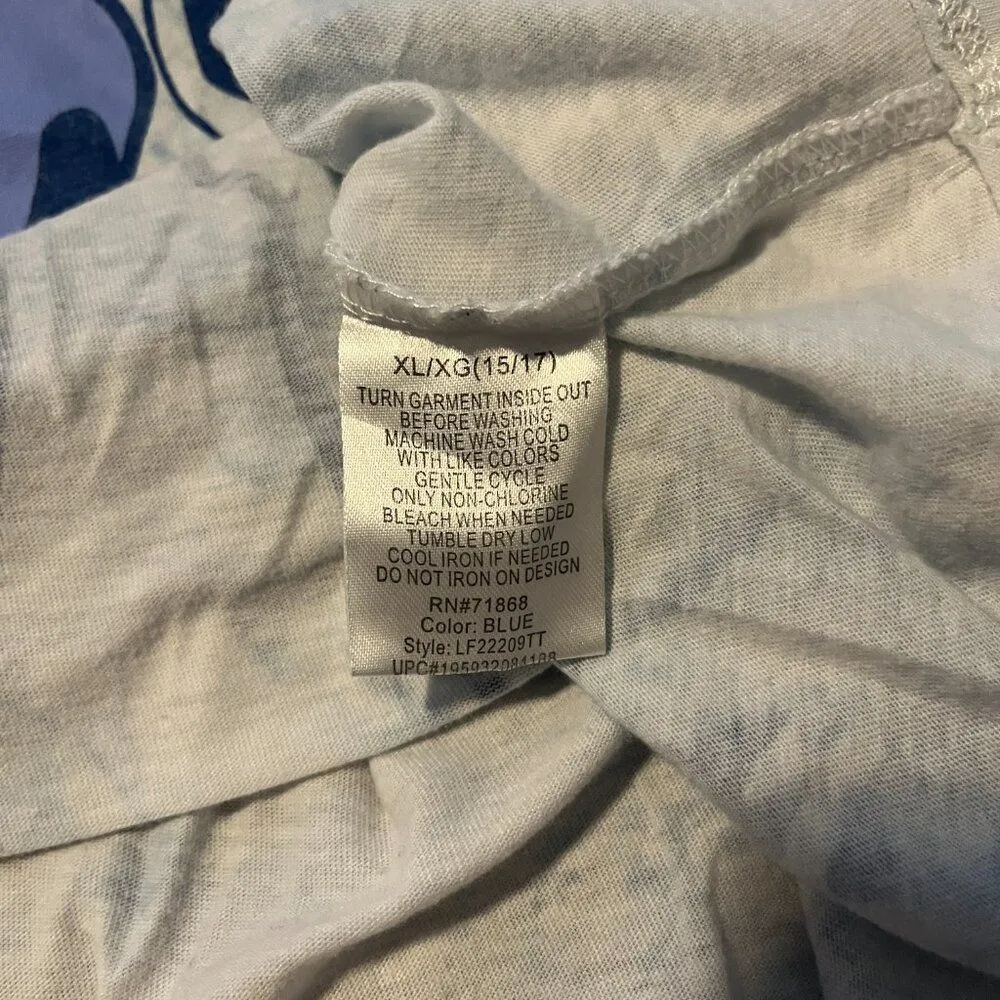 XL/XG(15/17)
TURN GARMENT INSIDE OUT
BEFORE WASHING
MACHINE WASH COLD
WITH LIKE COLORS
GENTLE CYCLE
ONLY NON-CHLORINE
BLEACH WHEN NEEDED
TUMBLE DRY LOW
COOL IRON IF NEEDED
DO NOT IRON ON DESIGN
RN#71868
Color: BLUE
Style: LF22209TT
UPC#195932084188